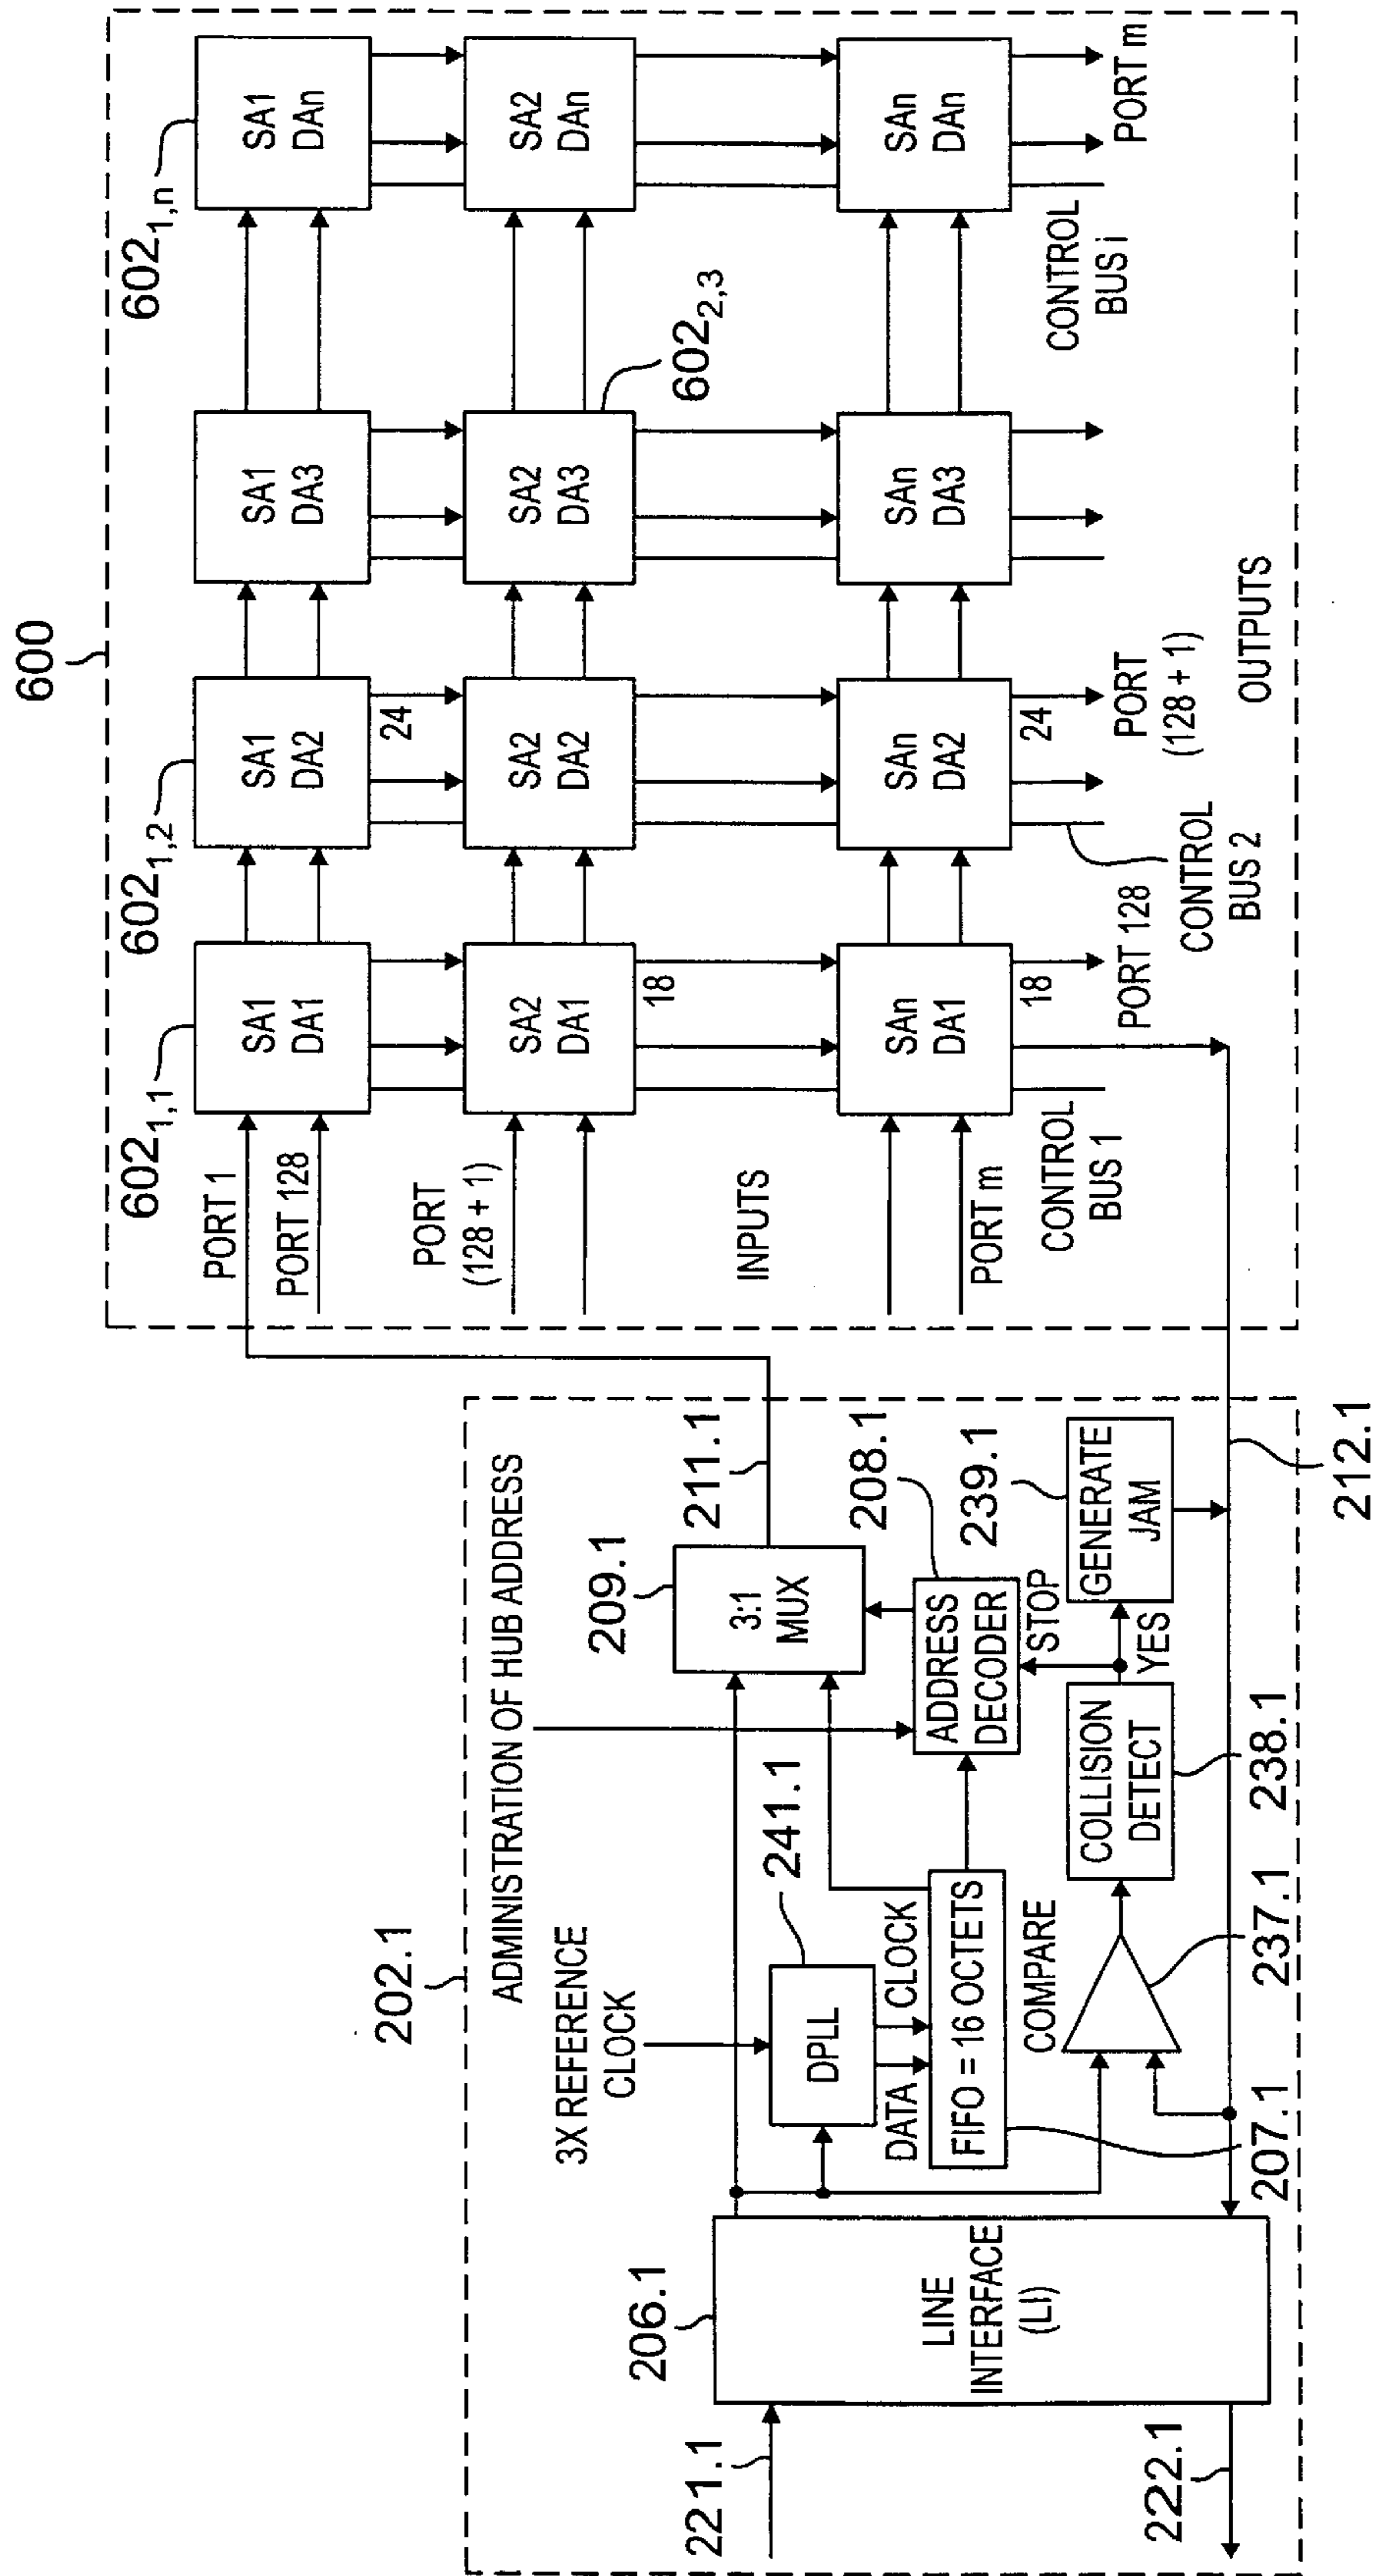 600
602₁,₁
602₁,₂
602₁,ₙ
SA1
DA1
SA1
DA2
SA1
DA3
SA1
DAn
PORT 1
PORT 128
24
602₂,₃
SA2
DA1
SA2
DA2
SA2
DA3
SA2
DAn
PORT
(128 + 1)
18
INPUTS
SAn
DA1
SAn
DA2
SAn
DA3
SAn
DAn
PORT m
18
24
CONTROL
BUS 1
PORT 128
CONTROL
BUS 2
PORT
(128 + 1)
CONTROL
BUS i
PORT m
OUTPUTS
202.1
ADMINISTRATION OF HUB ADDRESS
3X REFERENCE
CLOCK
209.1
211.1
3:1
MUX
206.1
241.1
DPLL
208.1
221.1
DATA
CLOCK
ADDRESS
DECODER
239.1
FIFO = 16 OCTETS
STOP
LINE
INTERFACE
(LI)
COMPARE
COLLISION
DETECT
YES
GENERATE
JAM
222.1
207.1
237.1
238.1
212.1